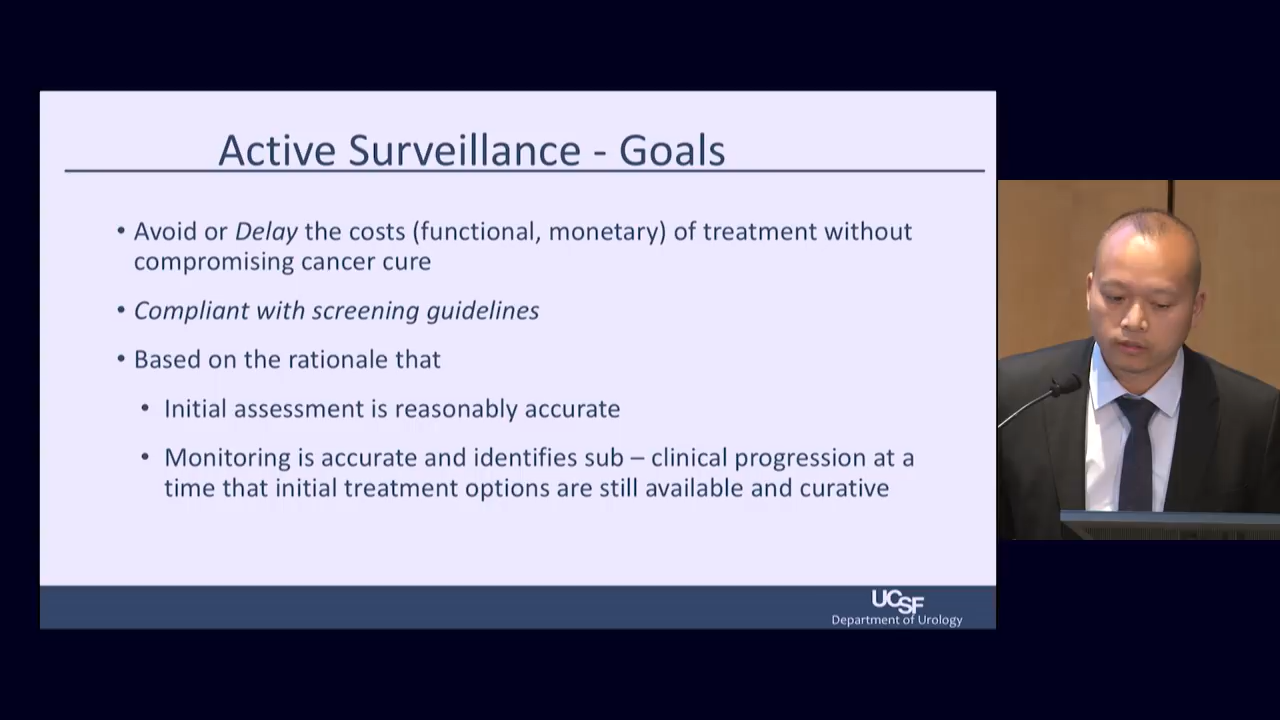 Active Surveillance - Goals
• Avoid or Delay the costs (functional, monetary) of treatment without
compromising cancer cure
• Compliant with screening guidelines
• Based on the rationale that
• Initial assessment is reasonably accurate
• Monitoring is accurate and identifies sub – clinical progression at a
time that initial treatment options are still available and curative
UCSF
Department of Urology